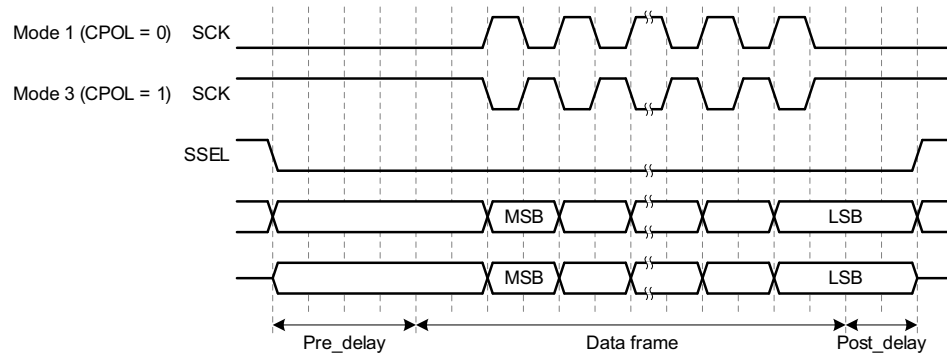 Mode 1 (CPOL = 0) SCK
Mode 3 (CPOL = 1) SCK
SSEL
MSB LSB
MSB LSB
Pre_delay Data frame Post_delay